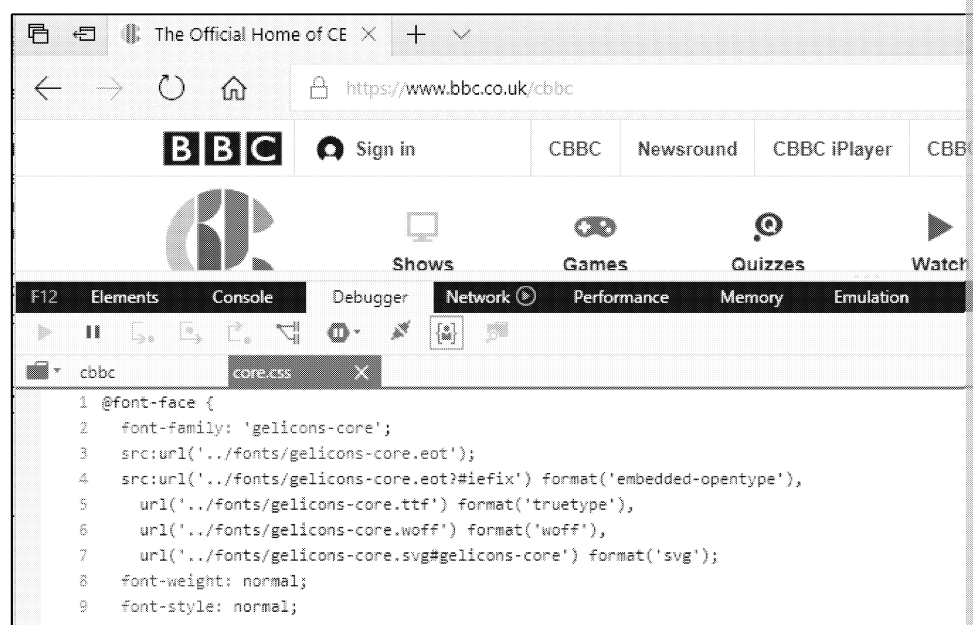 The Official Home of CE
https://www.bbc.co.uk/cbbc
BBC Sign in CBBC Newsround CBBC iPlayer CBBC
Shows Games Quizzes Watch
F12 Elements Console Debugger Network Performance Memory Emulation
cbbc core.css
1 @font-face {
2 font-family: 'gelicons-core';
3 src:url('../fonts/gelicons-core.eot');
4 src:url('../fonts/gelicons-core.eot?#iefix') format('embedded-opentype'),
5 url('../fonts/gelicons-core.ttf') format('truetype'),
6 url('../fonts/gelicons-core.woff') format('woff'),
7 url('../fonts/gelicons-core.svg#gelicons-core') format('svg');
8 font-weight: normal;
9 font-style: normal;